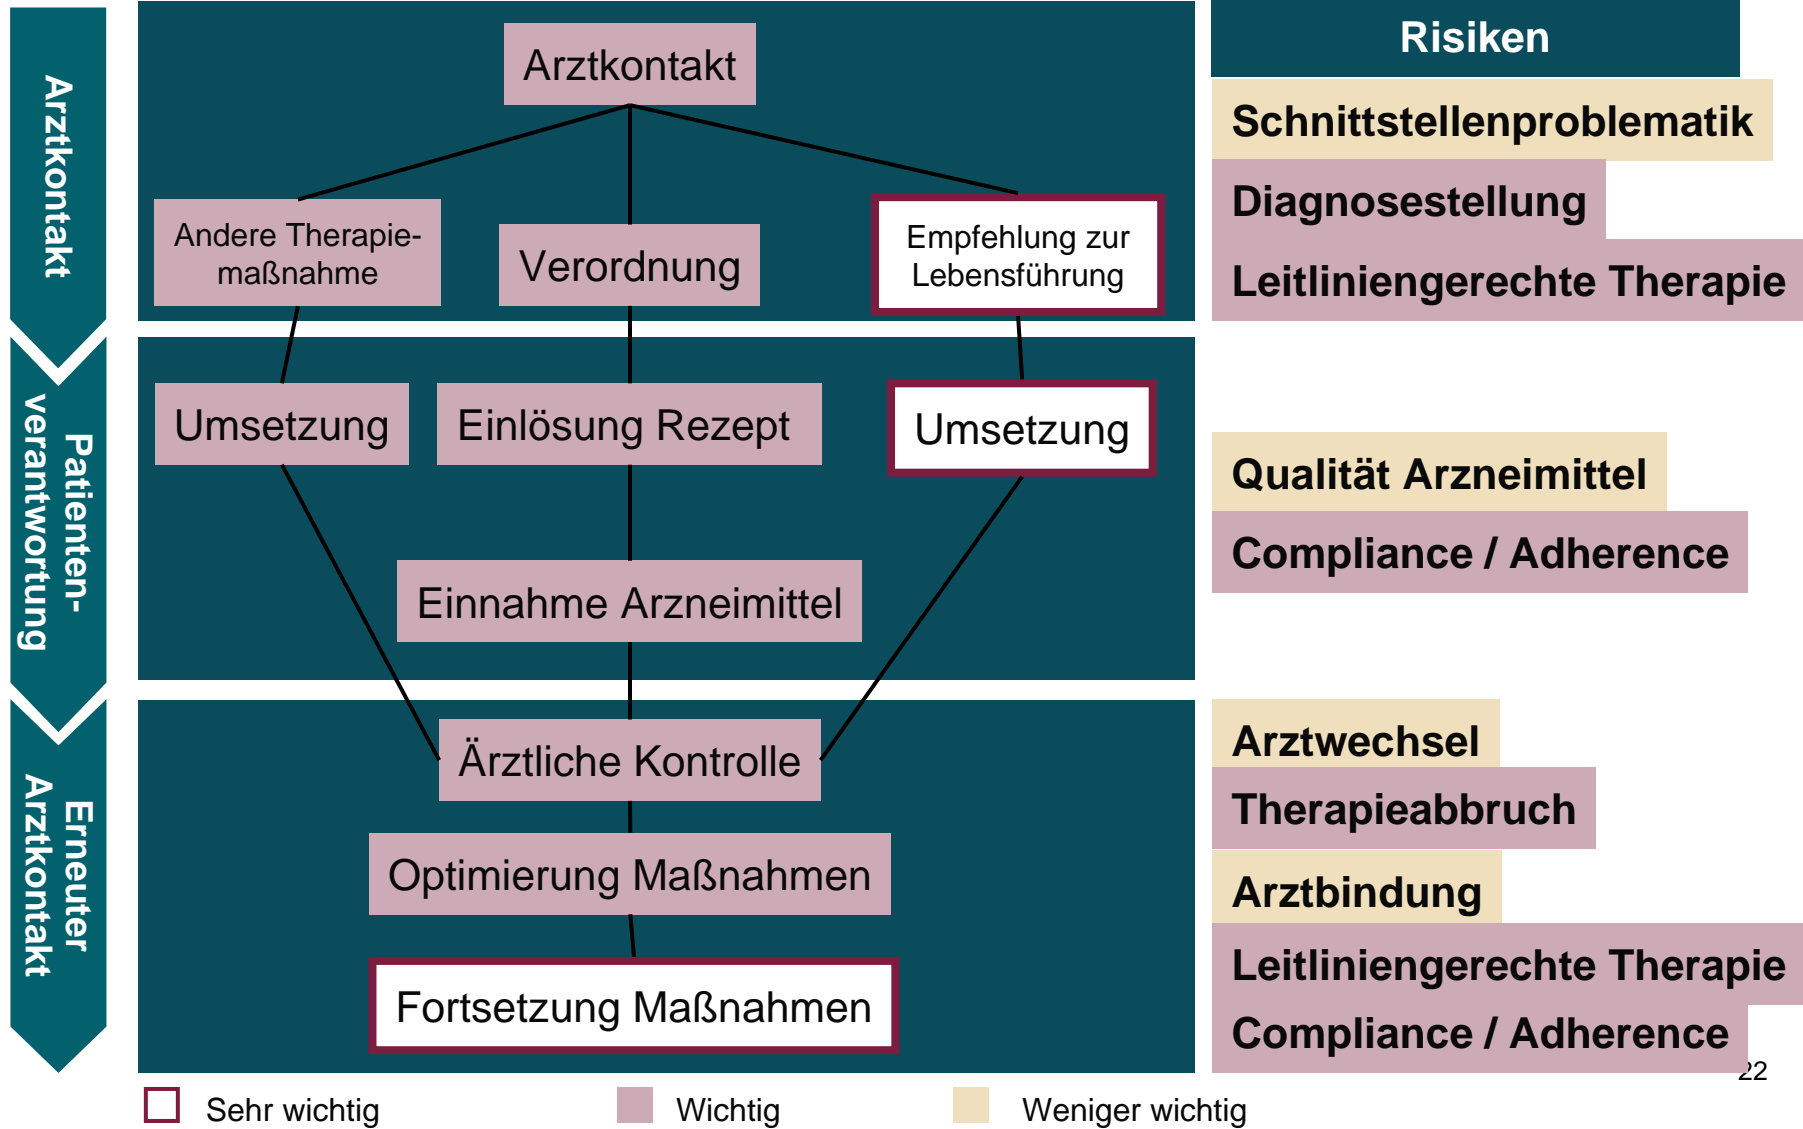 Arztkontakt
Arztkontakt
Andere Therapie-
maßnahme
Verordnung
Empfehlung zur
Lebensführung
Risiken
Schnittstellenproblematik
Diagnosestellung
Leitliniengerechte Therapie
Patienten-
verantwortung
Umsetzung
Einlösung Rezept
Umsetzung
Einnahme Arzneimittel
Qualität Arzneimittel
Compliance / Adherence
Erneuter
Arztkontakt
Ärztliche Kontrolle
Optimierung Maßnahmen
Fortsetzung Maßnahmen
Arztwechsel
Therapieabbruch
Arztbindung
Leitliniengerechte Therapie
Compliance / Adherence
22
Sehr wichtig
Wichtig
Weniger wichtig